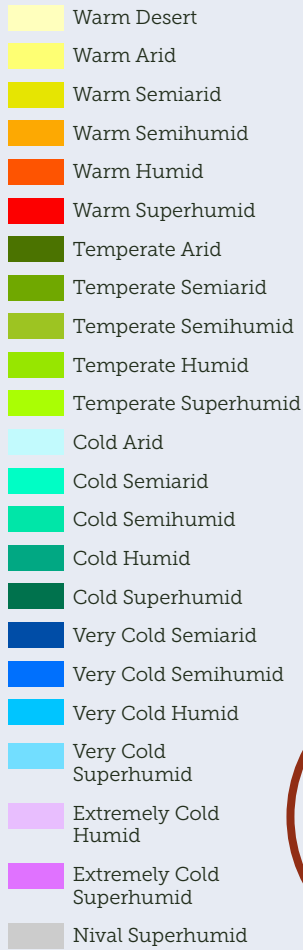 Warm Desert
Warm Arid
Warm Semiarid
Warm Semihumid
Warm Humid
Warm Superhumid
Temperate Arid
Temperate Semiarid
Temperate Semihumid
Temperate Humid
Temperate Superhumid
Cold Arid
Cold Semiarid
Cold Semihumid
Cold Humid
Cold Superhumid
Very Cold Semiarid
Very Cold Semihumid
Very Cold Humid
Very Cold
Superhumid
Extremely Cold
Humid
Extremely Cold
Superhumid
Nival Superhumid